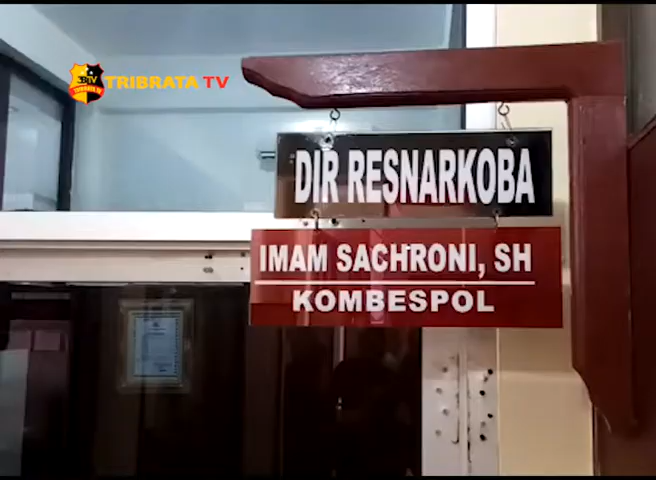 TRIBRATA TV
DIR RESNARKOBA
IMAM SACHRONI, SH
KOMBESPOL